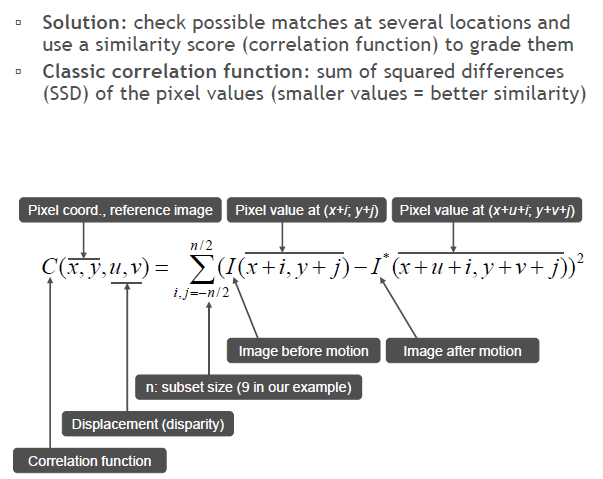 ▫ Solution: check possible matches at several locations and
use a similarity score (correlation function) to grade them
▫ Classic correlation function: sum of squared differences
(SSD) of the pixel values (smaller values = better similarity)
Pixel coord., reference image
Pixel value at (x+i; y+j)
Pixel value at (x+u+i; y+v+j)
C(x, y, u, v) = ∑_{i,j=-n/2}^{n/2} (I(x + i, y + j) − I*(x + u + i, y + v + j))²
Image before motion
Image after motion
n: subset size (9 in our example)
Displacement (disparity)
Correlation function